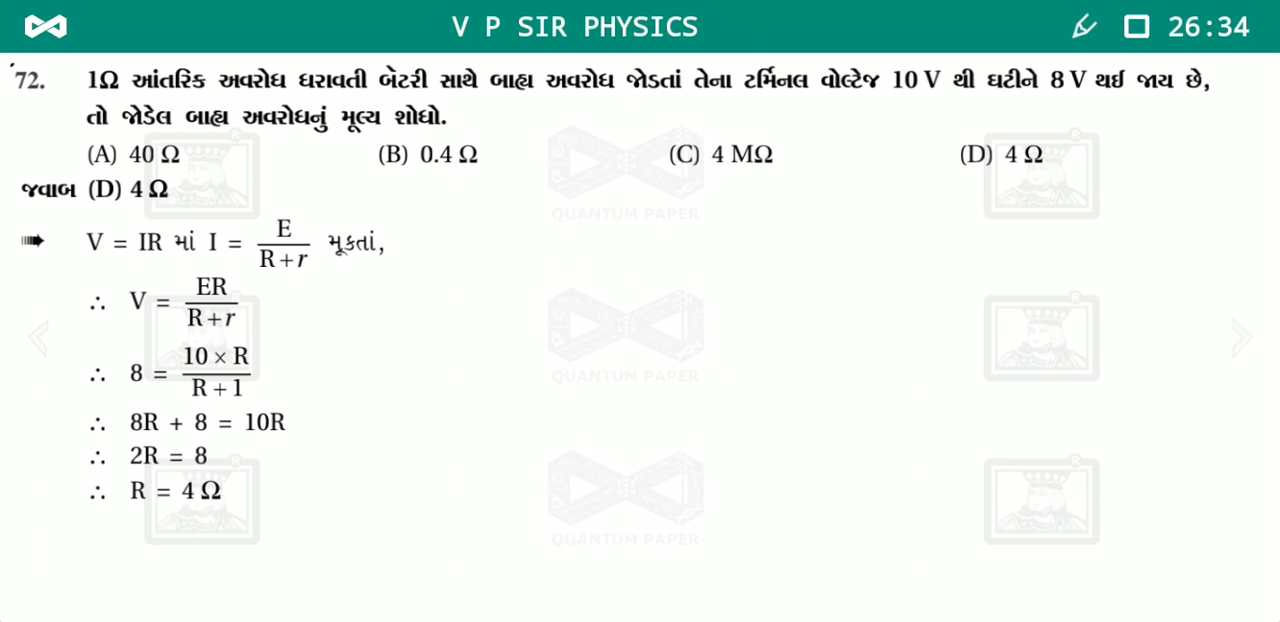 V P SIR PHYSICS
26:34
72. 1Ω આંતરિક અવરોધ ધરાવતી બેટરી સાથે બાહ્ય અવરોધ જોડતાં તેના ટર્મિનલ વોલ્ટેજ 10 V થી ઘટીને 8 V થઈ જાય છે,
તો જોડેલ બાહ્ય અવરોધનું મૂલ્ય શોધો.
(A) 40 Ω (B) 0.4 Ω (C) 4 MΩ (D) 4 Ω
જવાબ (D) 4 Ω
➠ V = IR માં I = E / (R + r) મૂકતાં,
∴ V = ER / (R + r)
∴ 8 = (10 × R) / (R + 1)
∴ 8R + 8 = 10R
∴ 2R = 8
∴ R = 4 Ω
QUANTUM PAPER
QUANTUM PAPER
QUANTUM PAPER